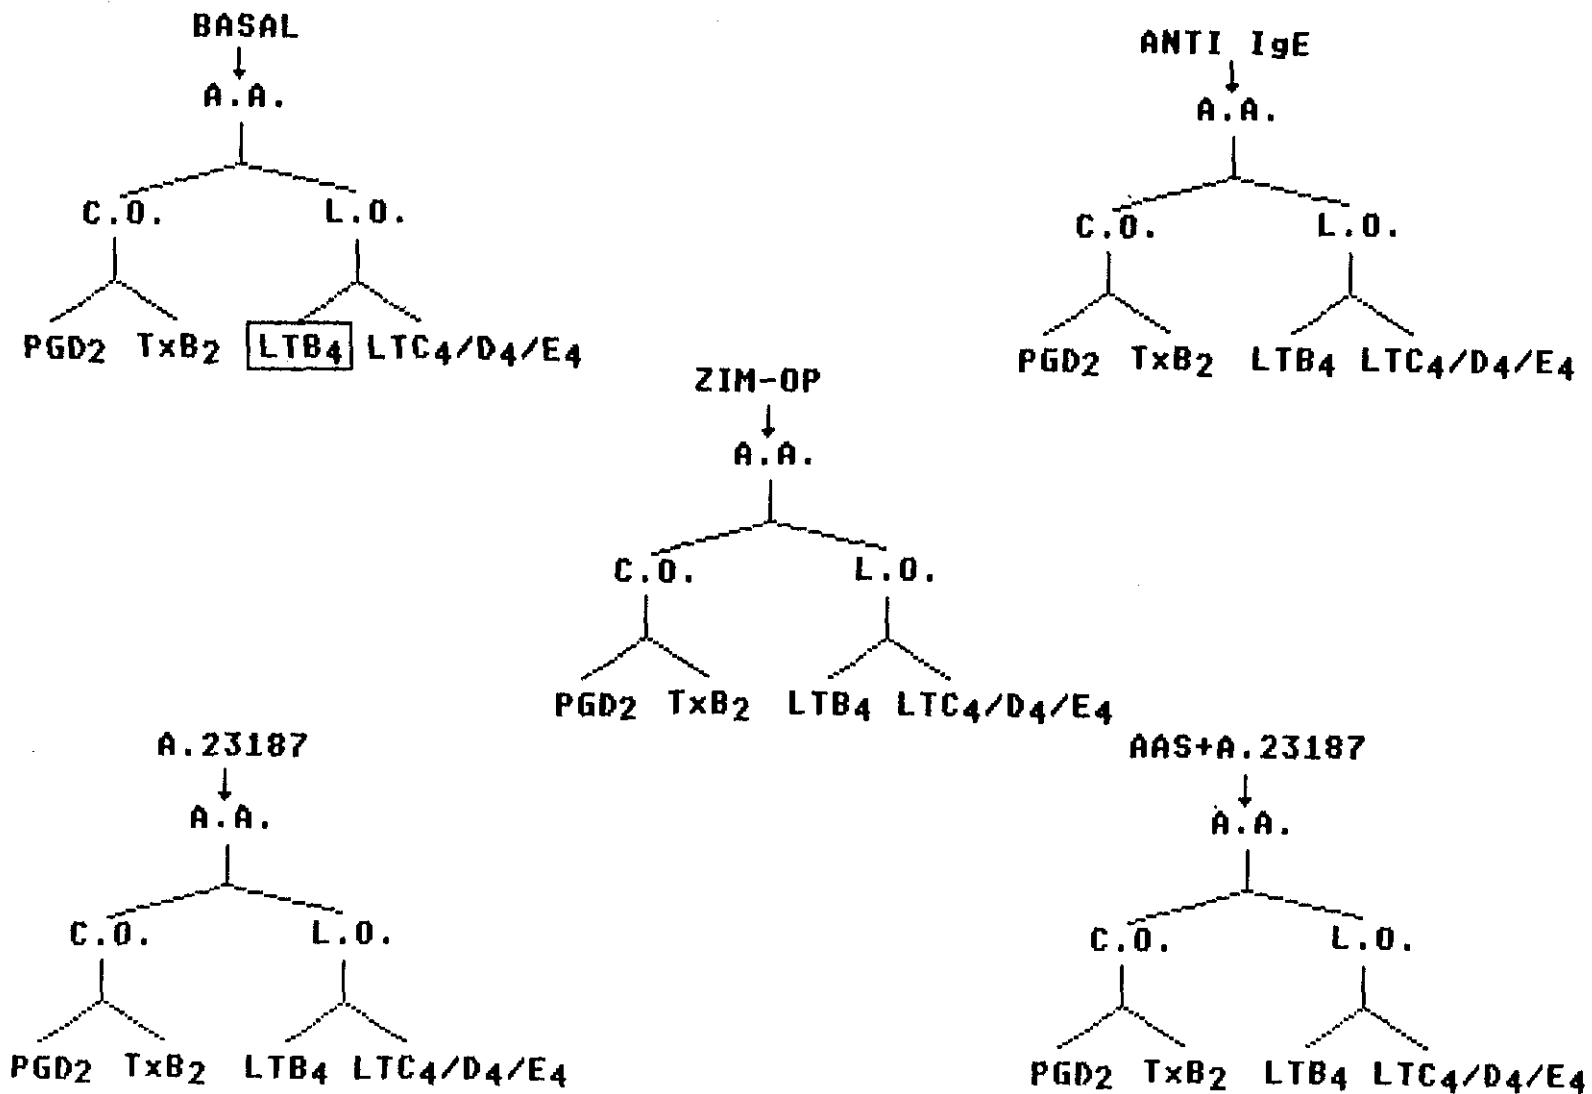 BASAL
A.A.
C.O. L.O.
PGD2 TxB2 LTB4 LTC4/D4/E4
ANTI IgE
A.A.
C.O. L.O.
PGD2 TxB2 LTB4 LTC4/D4/E4
ZIM-OP
A.A.
C.O. L.O.
PGD2 TxB2 LTB4 LTC4/D4/E4
A.23187
A.A.
C.O. L.O.
PGD2 TxB2 LTB4 LTC4/D4/E4
AAS+A.23187
A.A.
C.O. L.O.
PGD2 TxB2 LTB4 LTC4/D4/E4